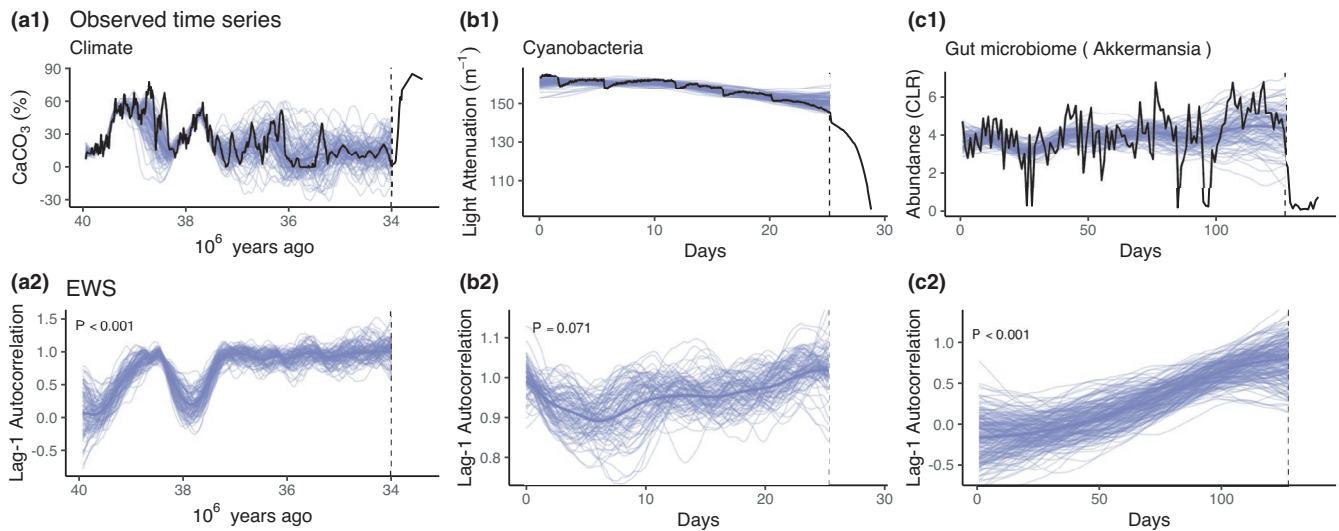 (a1) Observed time series
Climate
CaCO3 (%)
90
60
30
0
-30
40 38 36 34
10^6 years ago
(b1)
Cyanobacteria
Light Attenuation (m−1)
150
130
110
0 10 20 30
Days
(c1)
Gut microbiome ( Akkermansia )
Abundance (CLR)
6
4
2
0
0 50 100
Days
(a2) EWS
Lag-1 Autocorrelation
P < 0.001
1.5
1.0
0.5
0.0
-0.5
40 38 36 34
10^6 years ago
(b2)
Lag-1 Autocorrelation
P = 0.071
1.1
1.0
0.9
0.8
0 10 20
Days
(c2)
Lag-1 Autocorrelation
P < 0.001
1.0
0.5
0.0
-0.5
0 50 100
Days